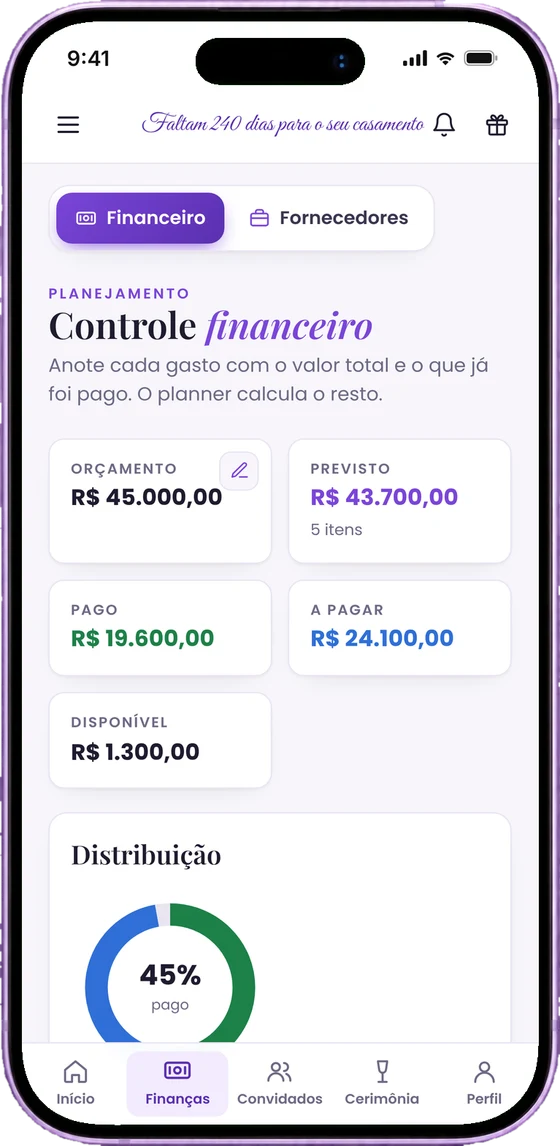 9:41
Faltam 240 dias para o seu casamento
Financeiro
Fornecedores
PLANEJAMENTO
Controle financeiro
Anote cada gasto com o valor total e o que já
foi pago. O planner calcula o resto.
ORÇAMENTO
R$ 45.000,00
PREVISTO
R$ 43.700,00
5 itens
PAGO
R$ 19.600,00
A PAGAR
R$ 24.100,00
DISPONÍVEL
R$ 1.300,00
Distribuição
45%
pago
Início
Finanças
Convidados
Cerimônia
Perfil